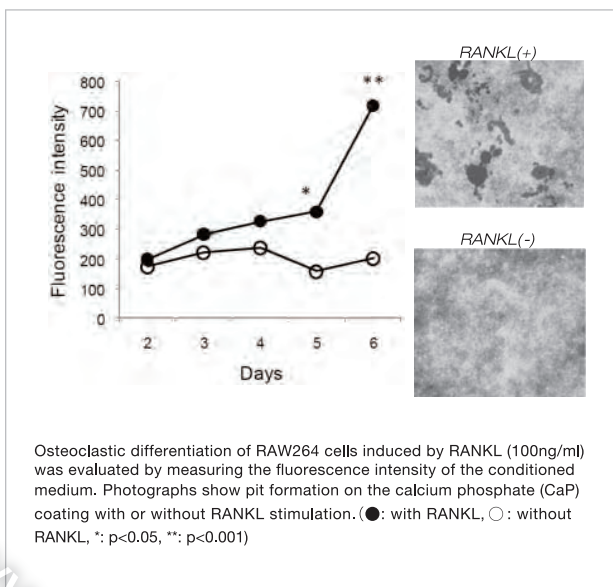 RANKL(+)
800
700
600
500
400
300
200
100
0
Fluorescence intensity
*
**
2 3 4 5 6
Days
RANKL(-)
Osteoclastic differentiation of RAW264 cells induced by RANKL (100ng/ml)
was evaluated by measuring the fluorescence intensity of the conditioned
medium. Photographs show pit formation on the calcium phosphate (CaP)
coating with or without RANKL stimulation. (●: with RANKL, ○: without
RANKL, *: p<0.05, **: p<0.001)